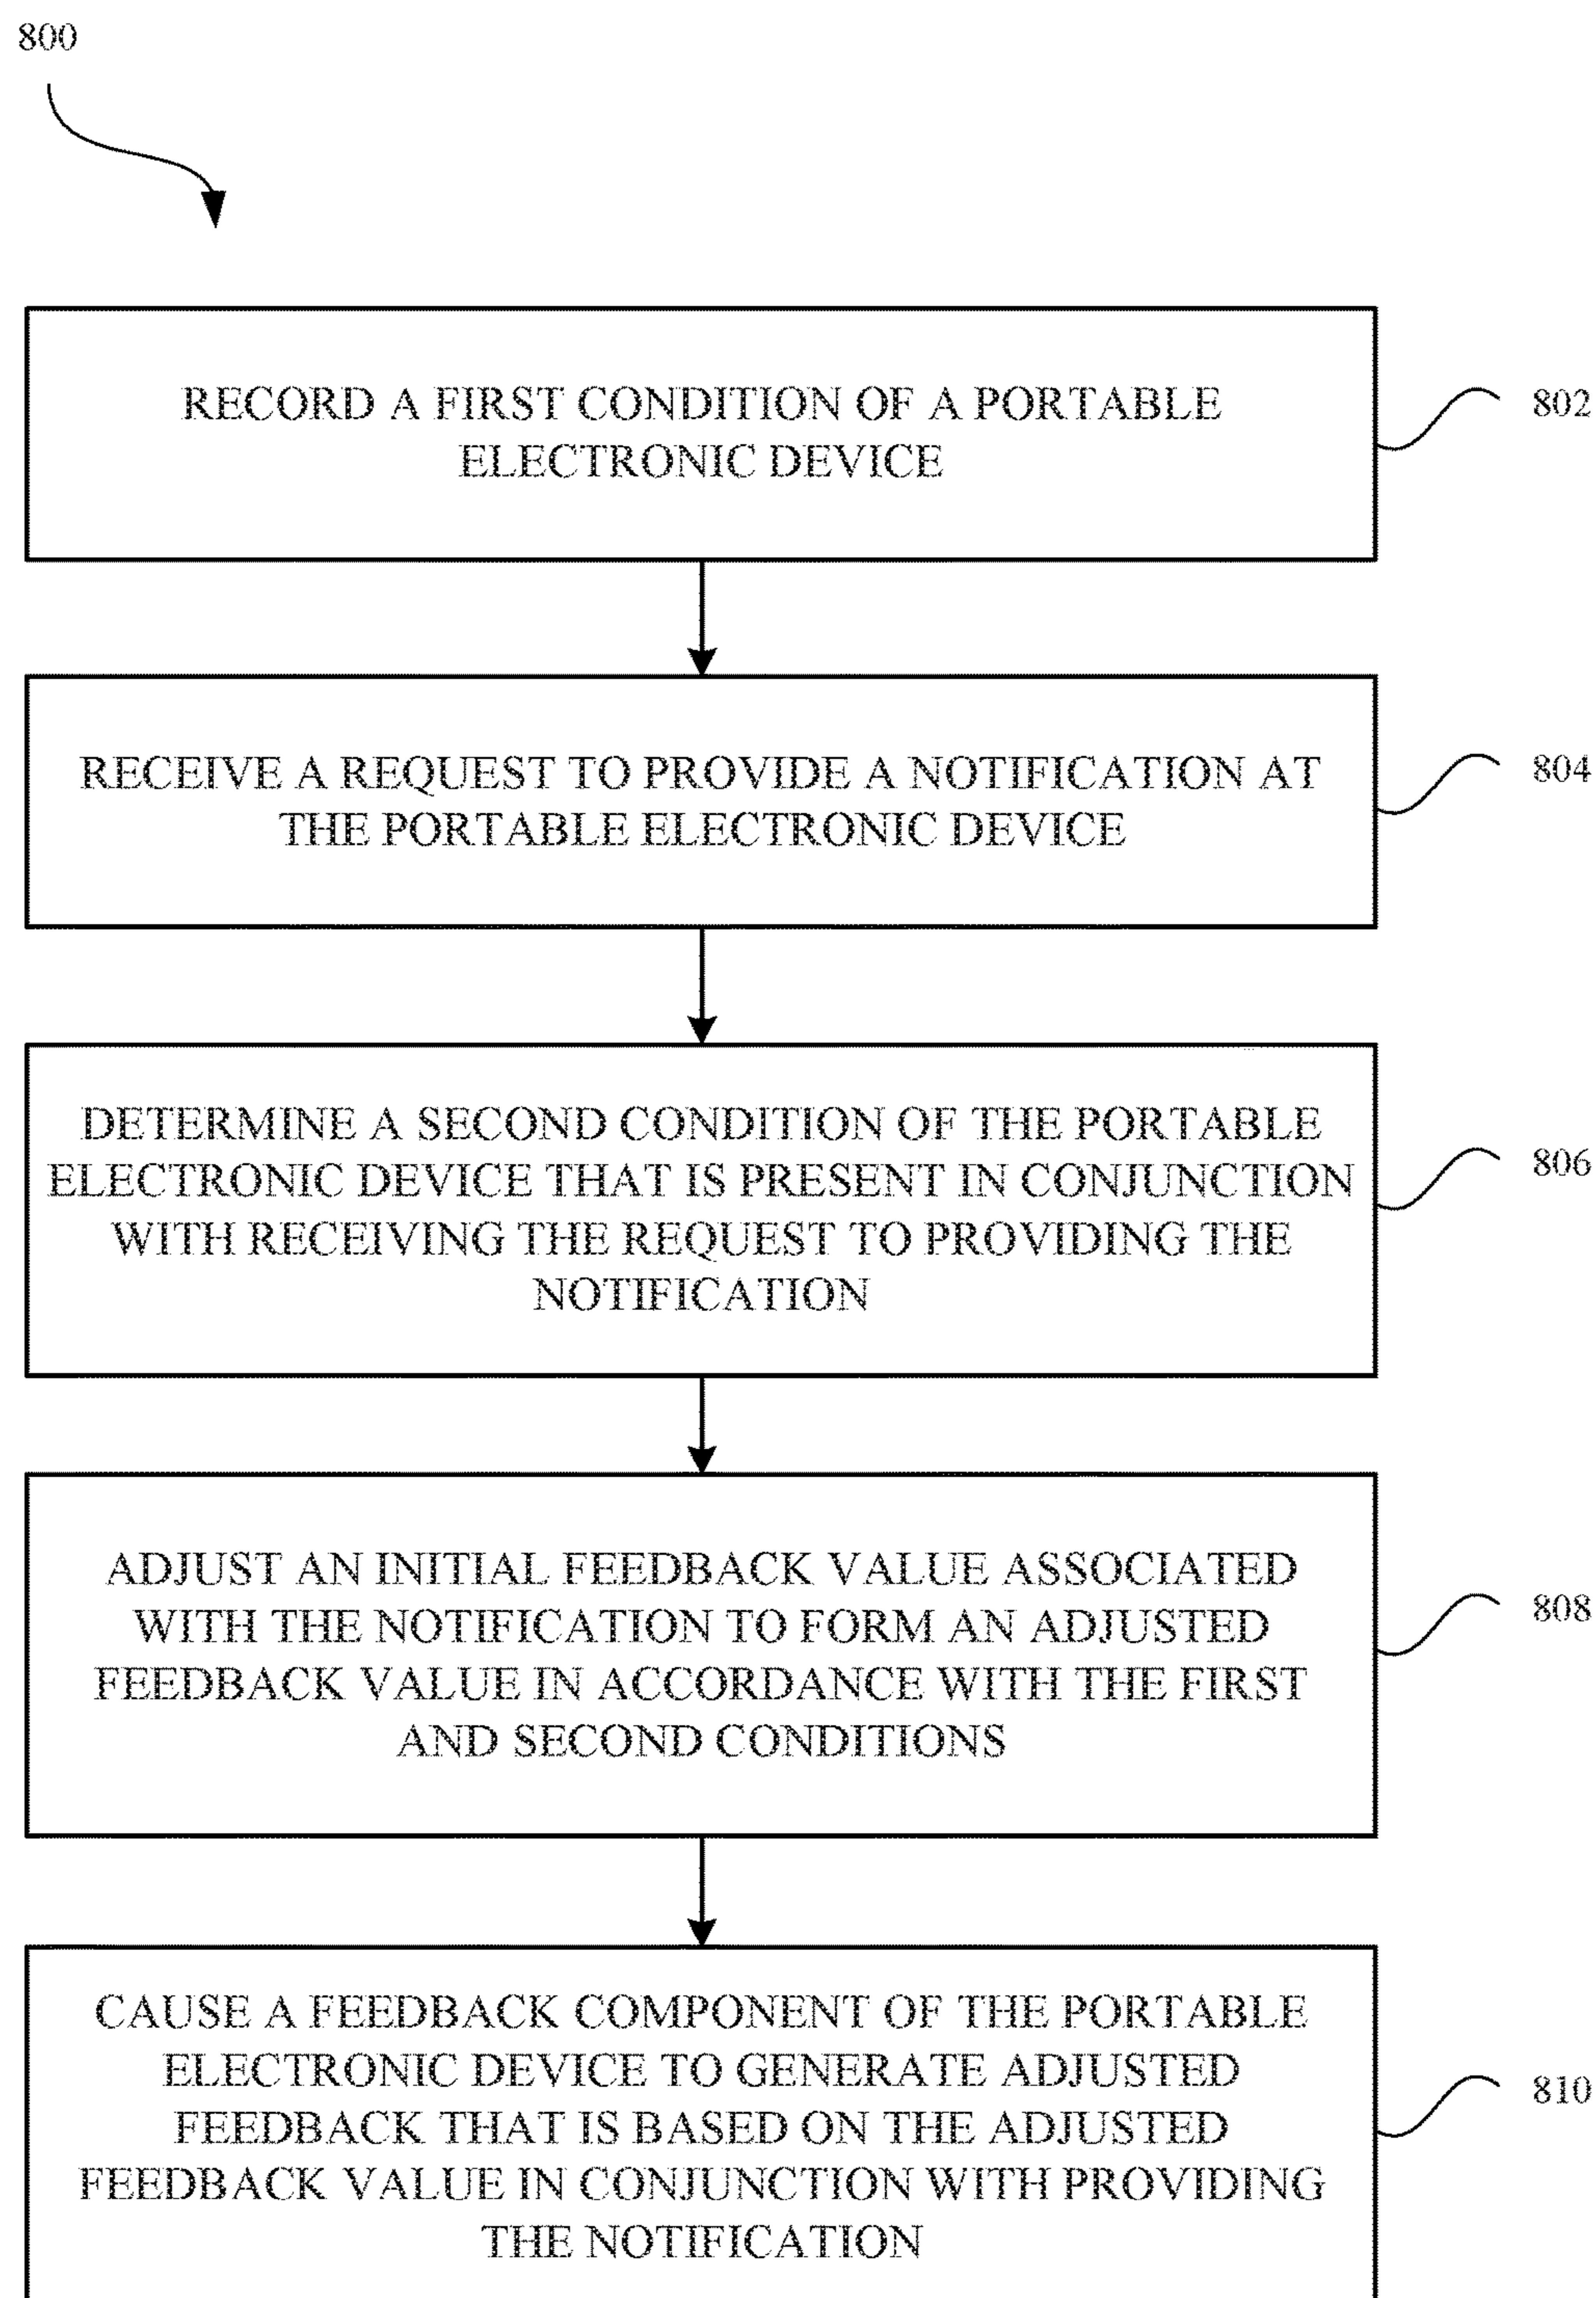 800
RECORD A FIRST CONDITION OF A PORTABLE
ELECTRONIC DEVICE
802
RECEIVE A REQUEST TO PROVIDE A NOTIFICATION AT
THE PORTABLE ELECTRONIC DEVICE
804
DETERMINE A SECOND CONDITION OF THE PORTABLE
ELECTRONIC DEVICE THAT IS PRESENT IN CONJUNCTION
WITH RECEIVING THE REQUEST TO PROVIDING THE
NOTIFICATION
806
ADJUST AN INITIAL FEEDBACK VALUE ASSOCIATED
WITH THE NOTIFICATION TO FORM AN ADJUSTED
FEEDBACK VALUE IN ACCORDANCE WITH THE FIRST
AND SECOND CONDITIONS
808
CAUSE A FEEDBACK COMPONENT OF THE PORTABLE
ELECTRONIC DEVICE TO GENERATE ADJUSTED
FEEDBACK THAT IS BASED ON THE ADJUSTED
FEEDBACK VALUE IN CONJUNCTION WITH PROVIDING
THE NOTIFICATION
810